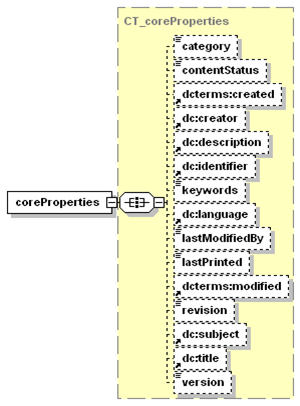 CT_coreProperties
category
contentStatus
dcterms:created
dc:creator
dc:description
dc:identifier
keywords
coreProperties
dc:language
lastModifiedBy
lastPrinted
dcterms:modified
revision
dc:subject
dc:title
version